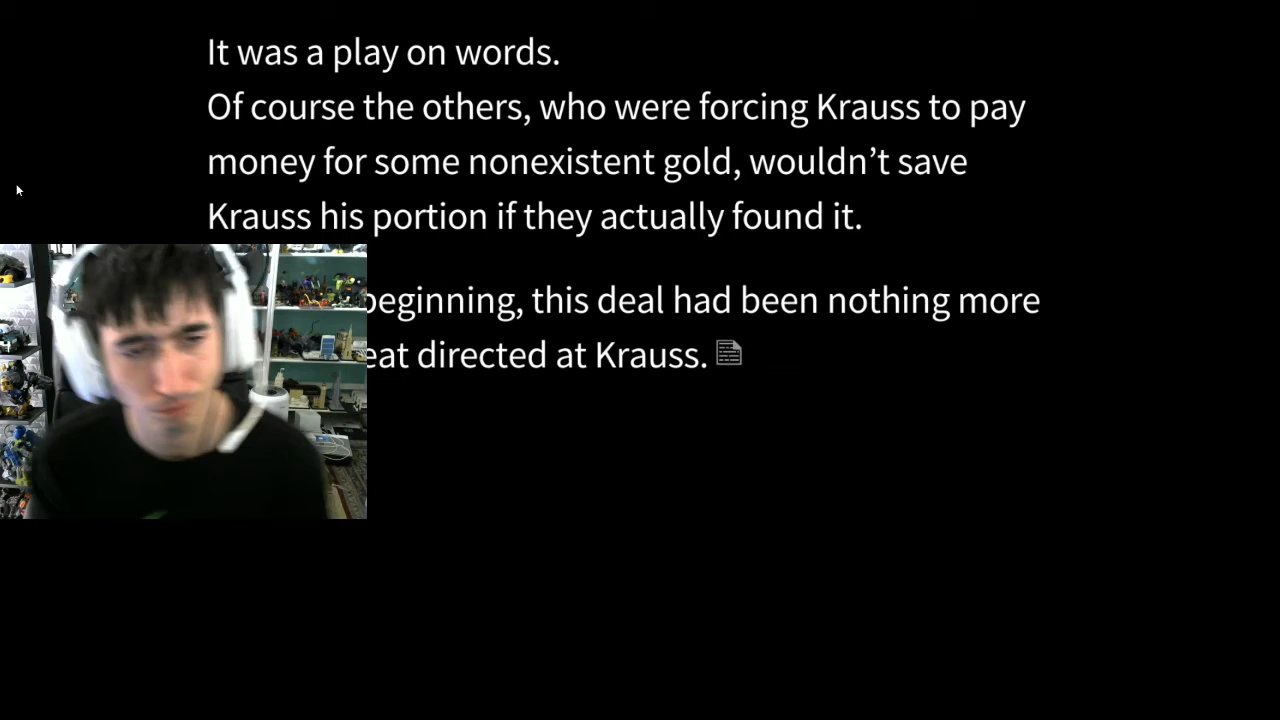 It was a play on words.
Of course the others, who were forcing Krauss to pay
money for some nonexistent gold, wouldn’t save
Krauss his portion if they actually found it.
beginning, this deal had been nothing more
eat directed at Krauss.